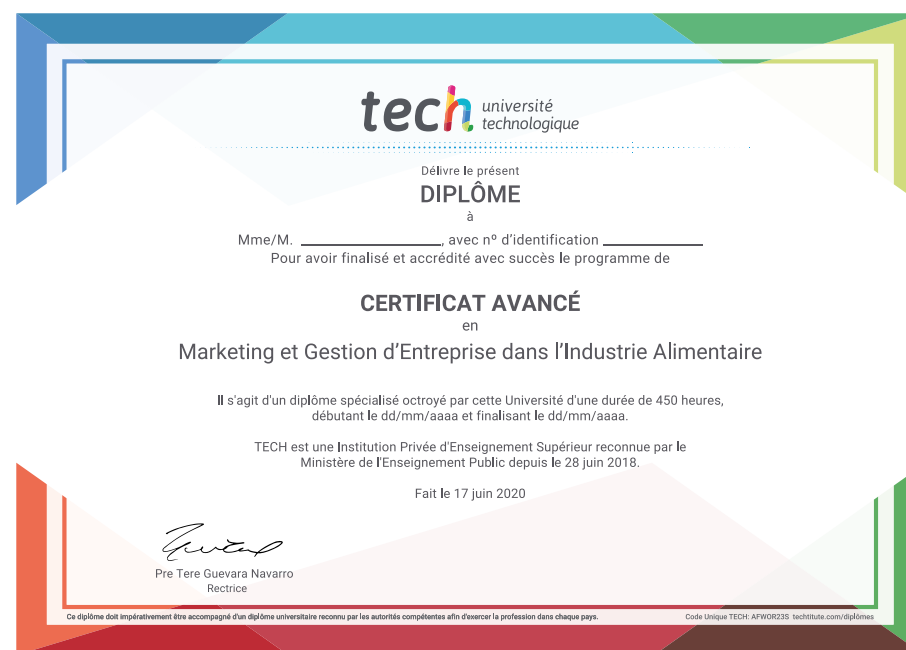 tech université
technologique
Délivre le présent
DIPLÔME
à
Mme/M. ____________________, avec nº d'identification ______________
Pour avoir finalisé et accrédité avec succès le programme de
CERTIFICAT AVANCÉ
en
Marketing et Gestion d'Entreprise dans l'Industrie Alimentaire
Il s'agit d'un diplôme spécialisé octroyé par cette Université d'une durée de 450 heures,
débutant le dd/mm/aaaa et finalisant le dd/mm/aaaa.
TECH est une Institution Privée d'Enseignement Supérieur reconnue par le
Ministère de l'Enseignement Public depuis le 28 juin 2018.
Fait le 17 juin 2020
Pre Tere Guevara Navarro
Rectrice
Ce diplôme doit impérativement être accompagné d'un diplôme universitaire reconnu par les autorités compétentes afin d'exercer la profession dans chaque pays.
Code Unique TECH: AFWOR23S techtitute.com/diplômes